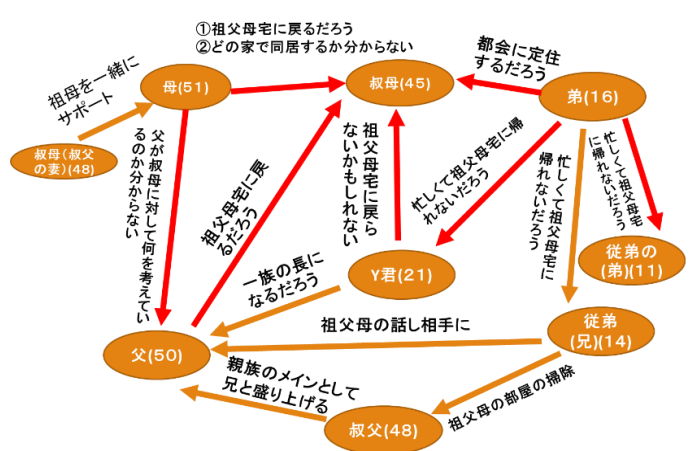 ①祖父母宅に戻るだろう
②どの家で同居するか分からない
都会に定住
するだろう
祖母を一緒に
サポート
母(51)
叔母(45)
弟(16)
叔母(叔父
の妻)(48)
父が叔母に対して何を考えてい
るのか分からない
祖父母宅に戻
るだろう
祖父母宅に戻ら
ないかもしれない
忙しくて祖父母宅に帰
れないだろう
忙しくて祖父母宅に
帰れないだろう
忙しくて祖父母宅
に帰れないだろう
従弟の
(弟)(11)
Y君(21)
一族の長に
なるだろう
祖父母の話し相手に
従弟
(兄)(14)
父(50)
親族のメインとして
兄と盛り上げる
祖父母の部屋の掃除
叔父(48)